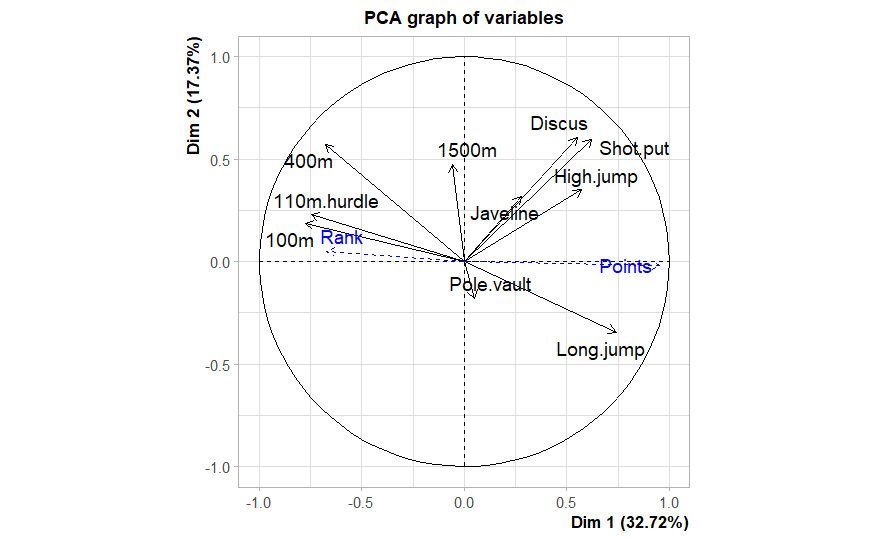 PCA graph of variables
Dim 2 (17.37%)
1.0
0.5
0.0
-0.5
-1.0
Discus
Shot.put
1500m
400m
High.jump
110m.hurdle
Javeline
Rank
100m
Points
Pole.vault
Long.jump
-1.0
-0.5
0.0
0.5
1.0
Dim 1 (32.72%)